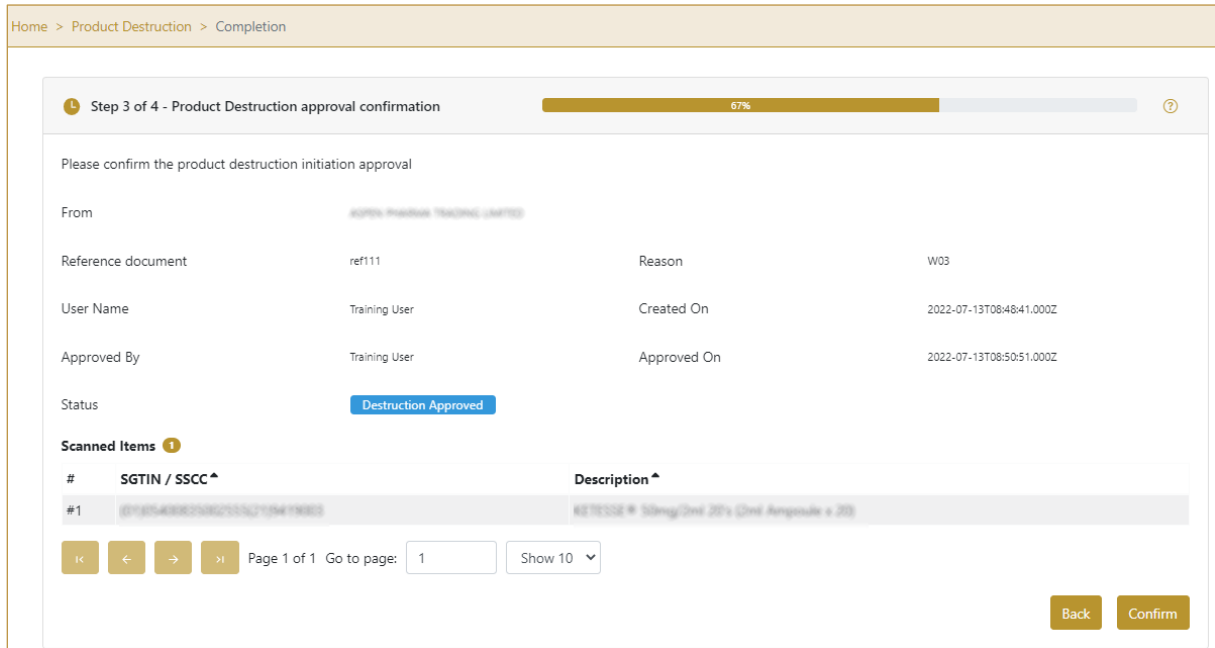 Home > Product Destruction > Completion
Step 3 of 4 - Product Destruction approval confirmation 67%
Please confirm the product destruction initiation approval
From
Reference document ref111 Reason W03
User Name Training User Created On 2022-07-13T08:48:41.000Z
Approved By Training User Approved On 2022-07-13T08:50:51.000Z
Status Destruction Approved
Scanned Items 1
# SGTIN / SSCC Description
#1
Page 1 of 1 Go to page: 1 Show 10
Back Confirm